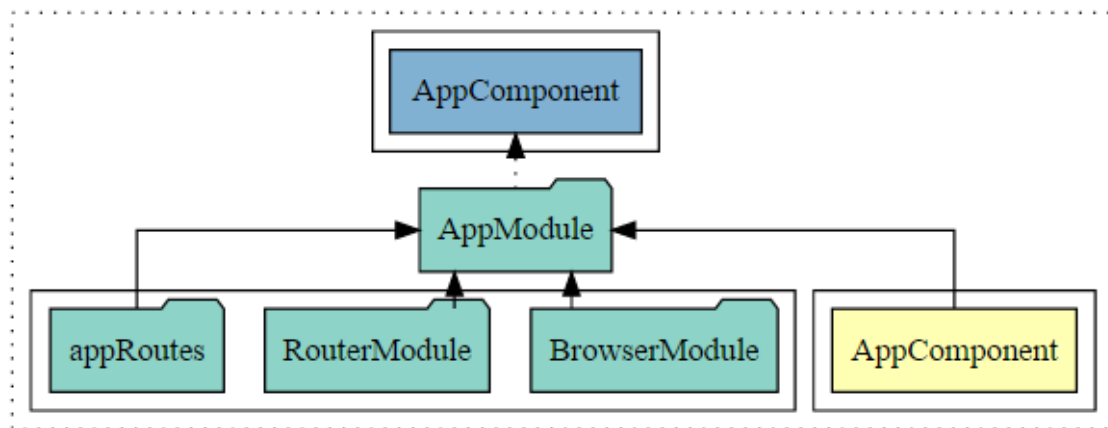 AppComponent
AppModule
appRoutes
RouterModule
BrowserModule
AppComponent